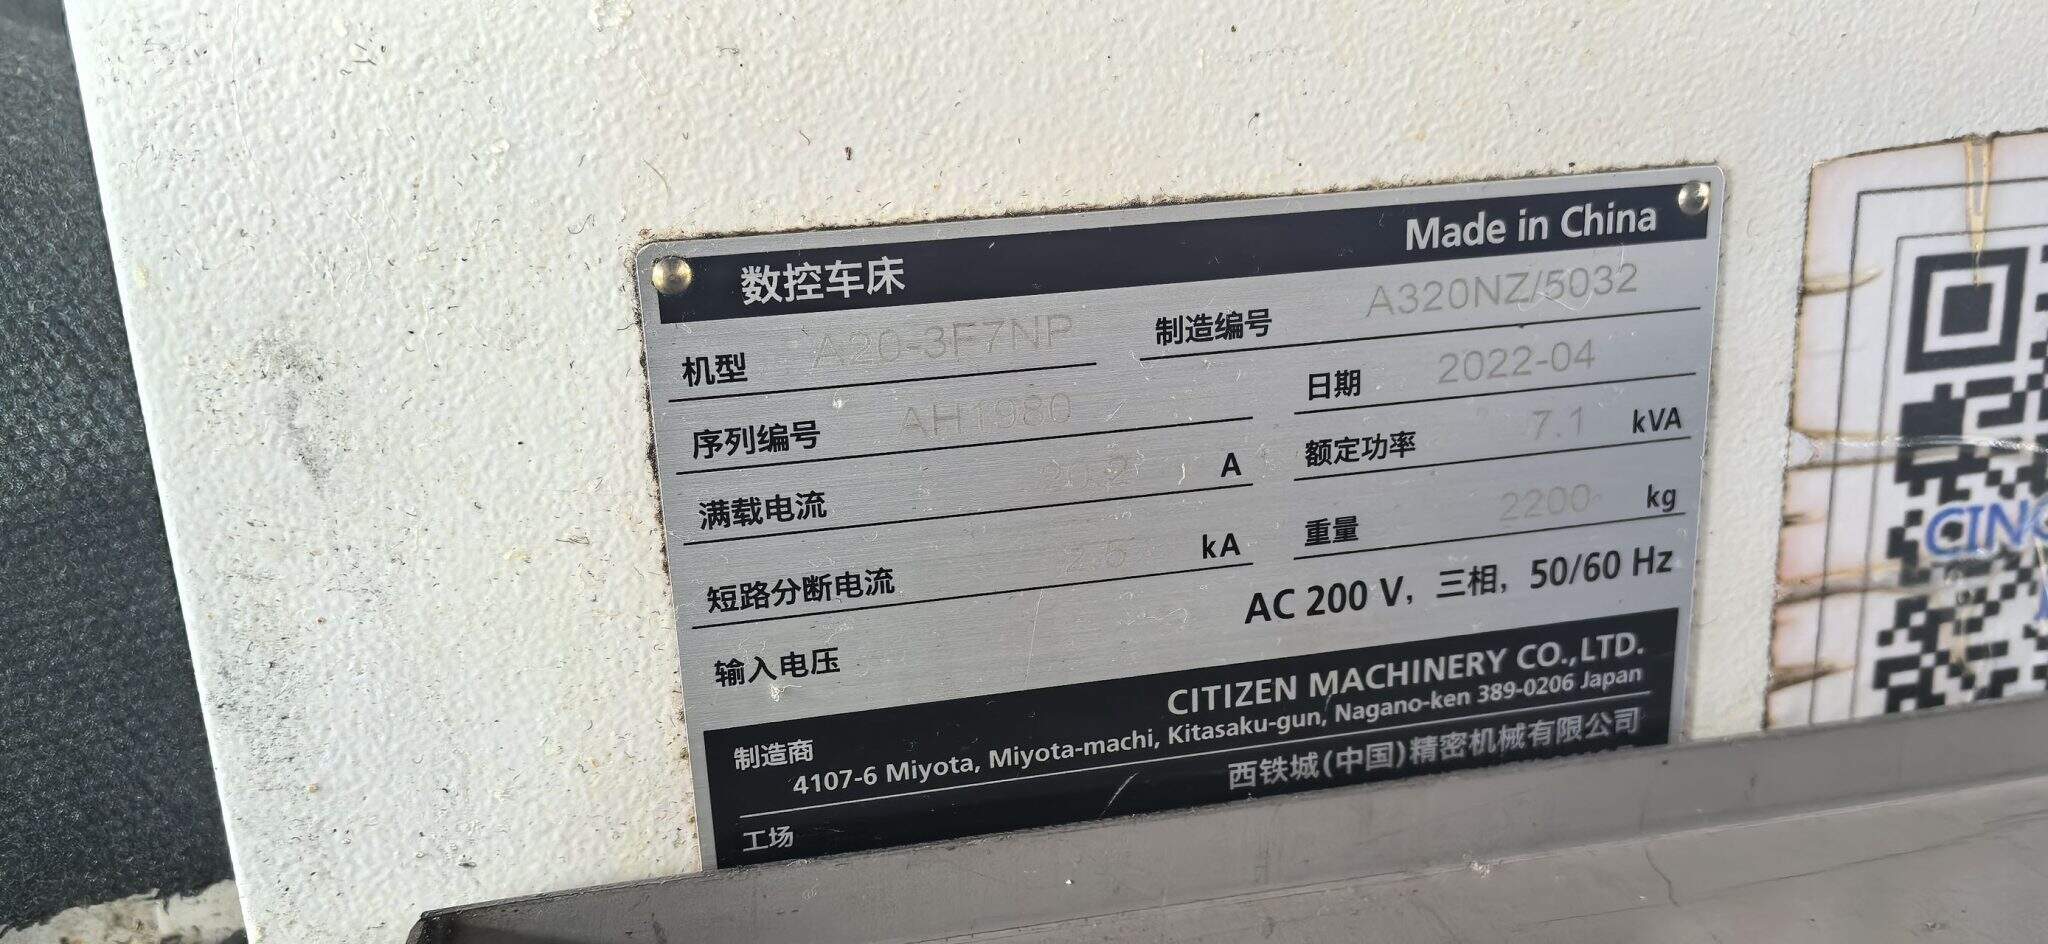 数控车床 Made in China
机型 A20-3F7NP 制造编号 A320NZ/5032
序列编号 AH1980 日期 2022-04
满载电流 20.2 A 额定功率 7.1 kVA
短路分断电流 2.5 kA 重量 2200 kg
输入电压 AC 200 V，三相，50/60 Hz
制造商 CITIZEN MACHINERY CO.,LTD.
4107-6 Miyota, Miyota-machi, Kitasaku-gun, Nagano-ken 389-0206 Japan
工场 西铁城(中国)精密机械有限公司